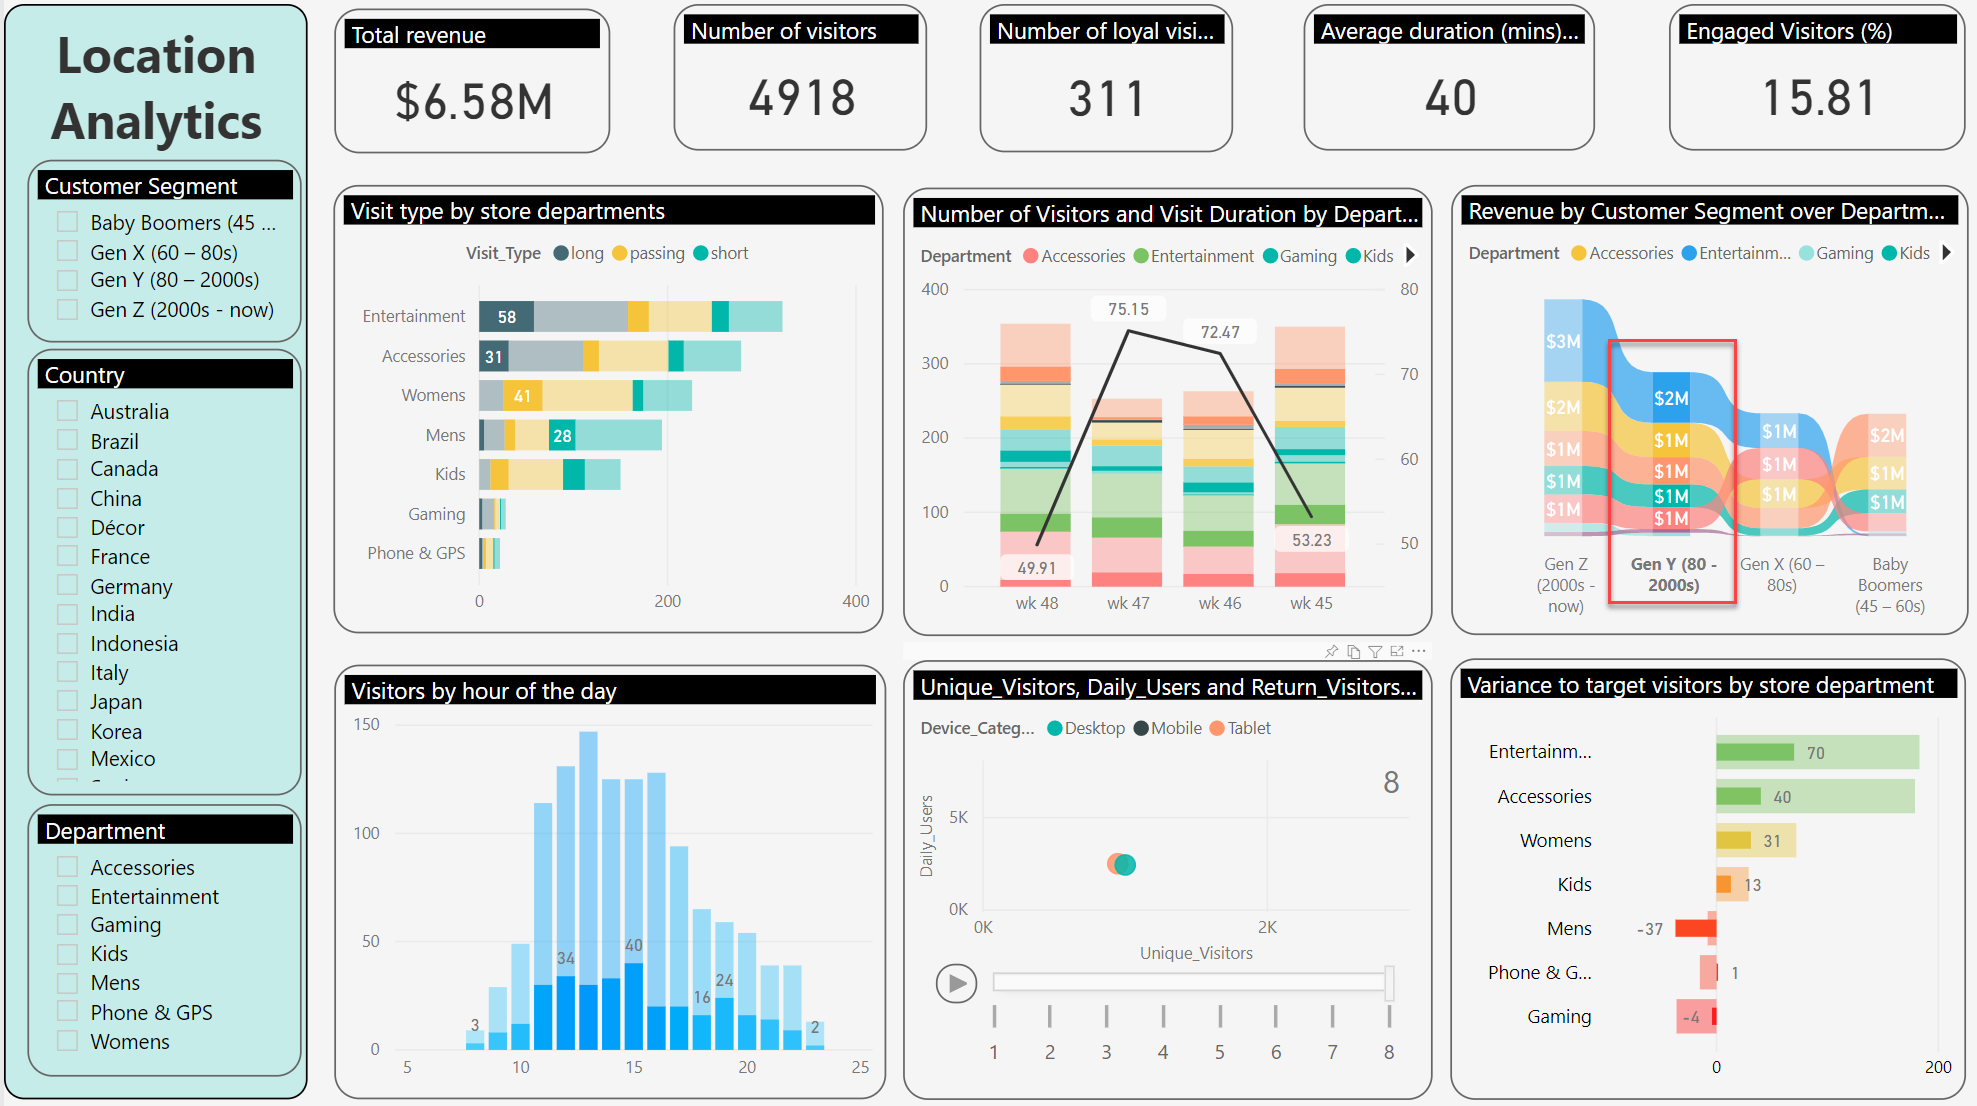 Location
Analytics
Customer Segment
Baby Boomers (45 ...
Gen X (60 – 80s)
Gen Y (80 – 2000s)
Gen Z (2000s - now)
Country
Australia
Brazil
Canada
China
Décor
France
Germany
India
Indonesia
Italy
Japan
Korea
Mexico
Department
Accessories
Entertainment
Gaming
Kids
Mens
Phone & GPS
Womens
Total revenue
$6.58M
Number of visitors
4918
Number of loyal visi...
311
Average duration (mins)...
40
Engaged Visitors (%)
15.81
Visit type by store departments
Visit_Type long passing short
Entertainment 58
Accessories 31
Womens 41
Mens 28
Kids
Gaming
Phone & GPS
0 200 400
Number of Visitors and Visit Duration by Depart...
Department Accessories Entertainment Gaming Kids
400 80
75.15
72.47
300
70
200
60
100
53.23
50
49.91
0
wk 48 wk 47 wk 46 wk 45
Revenue by Customer Segment over Departm...
Department Accessories Entertainm... Gaming Kids
$3M
$2M
$1M
$1M
$2M
$1M
$1M
$1M
$1M
$1M
$1M
$1M
$2M
$1M
$1M
Gen Z
(2000s -
now)
Gen Y (80 -
2000s)
Gen X (60 –
80s)
Baby
Boomers
(45 – 60s)
Visitors by hour of the day
150
100
50
0
3
34
40
16
24
2
5 10 15 20 25
Unique_Visitors, Daily_Users and Return_Visitors...
Device_Categ... Desktop Mobile Tablet
8
Daily_Users
5K
0K
0K 2K
Unique_Visitors
1 2 3 4 5 6 7 8
Variance to target visitors by store department
Entertainm... 70
Accessories 40
Womens 31
Kids 13
Mens -37
Phone & G... 1
Gaming -4
0 200